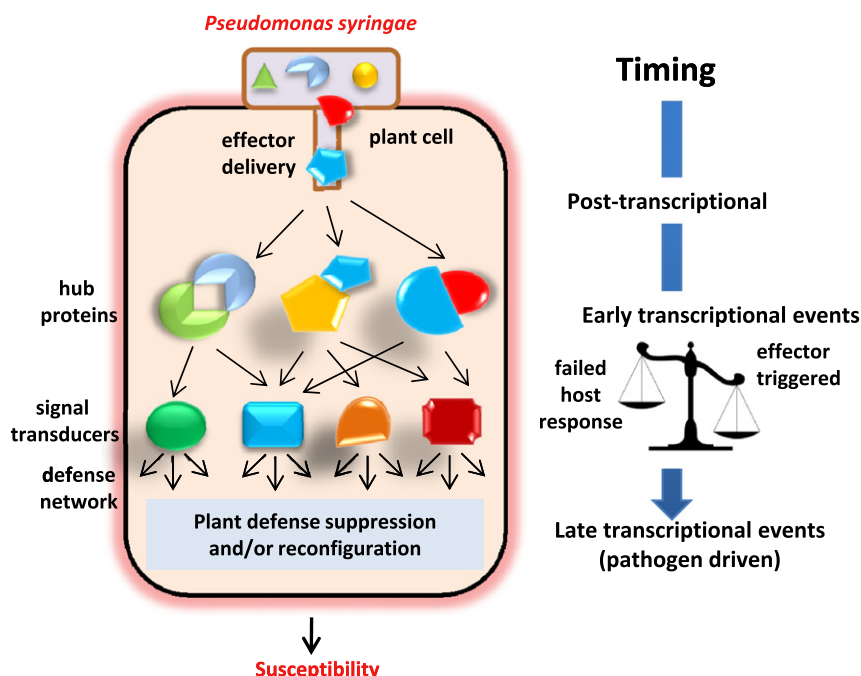 Pseudomonas syringae
effector
delivery
plant cell
hub
proteins
signal
transducers
defense
network
Plant defense suppression
and/or reconfiguration
Susceptibility
Timing
Post-transcriptional
Early transcriptional events
failed
host
response
effector
triggered
Late transcriptional events
(pathogen driven)